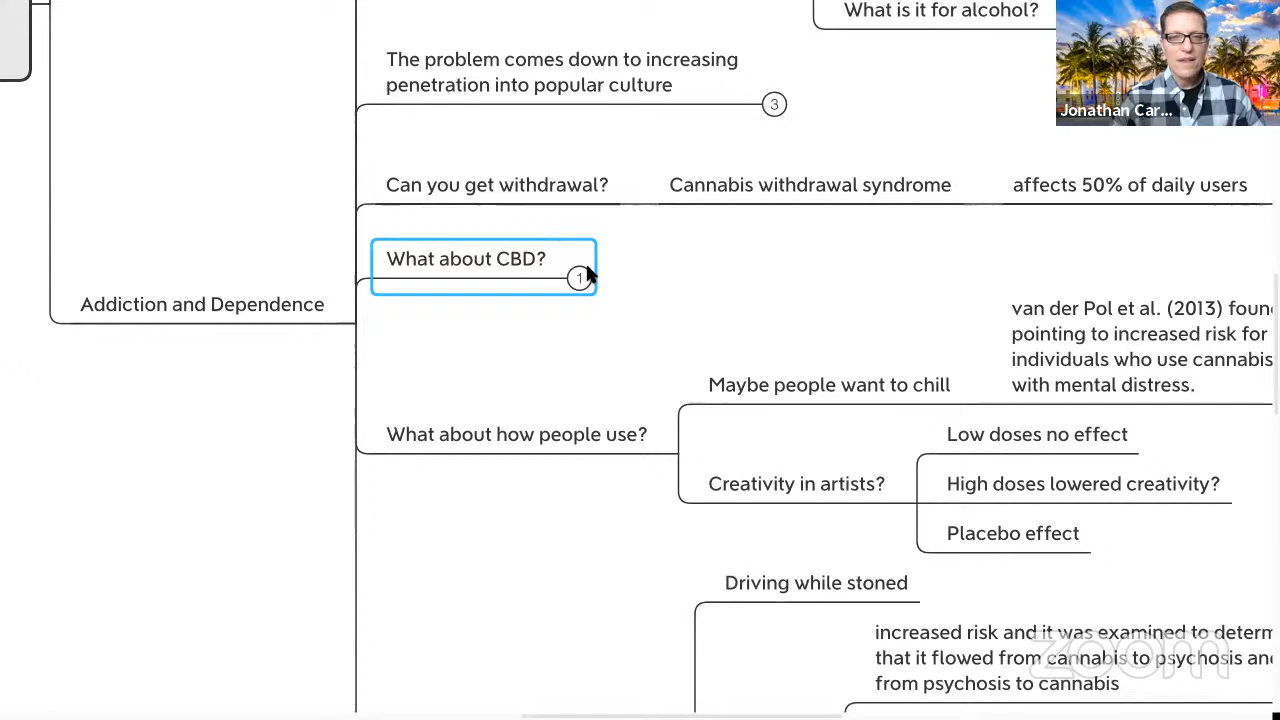 What is it for alcohol?
Jonathan Car...
The problem comes down to increasing
penetration into popular culture
3
Can you get withdrawal?
Cannabis withdrawal syndrome
affects 50% of daily users
What about CBD?
1
Addiction and Dependence
van der Pol et al. (2013) foun
pointing to increased risk for
individuals who use cannabis
with mental distress.
Maybe people want to chill
What about how people use?
Low doses no effect
Creativity in artists?
High doses lowered creativity?
Placebo effect
Driving while stoned
increased risk and it was examined to determ
that it flowed from cannabis to psychosis and
from psychosis to cannabis
zoom